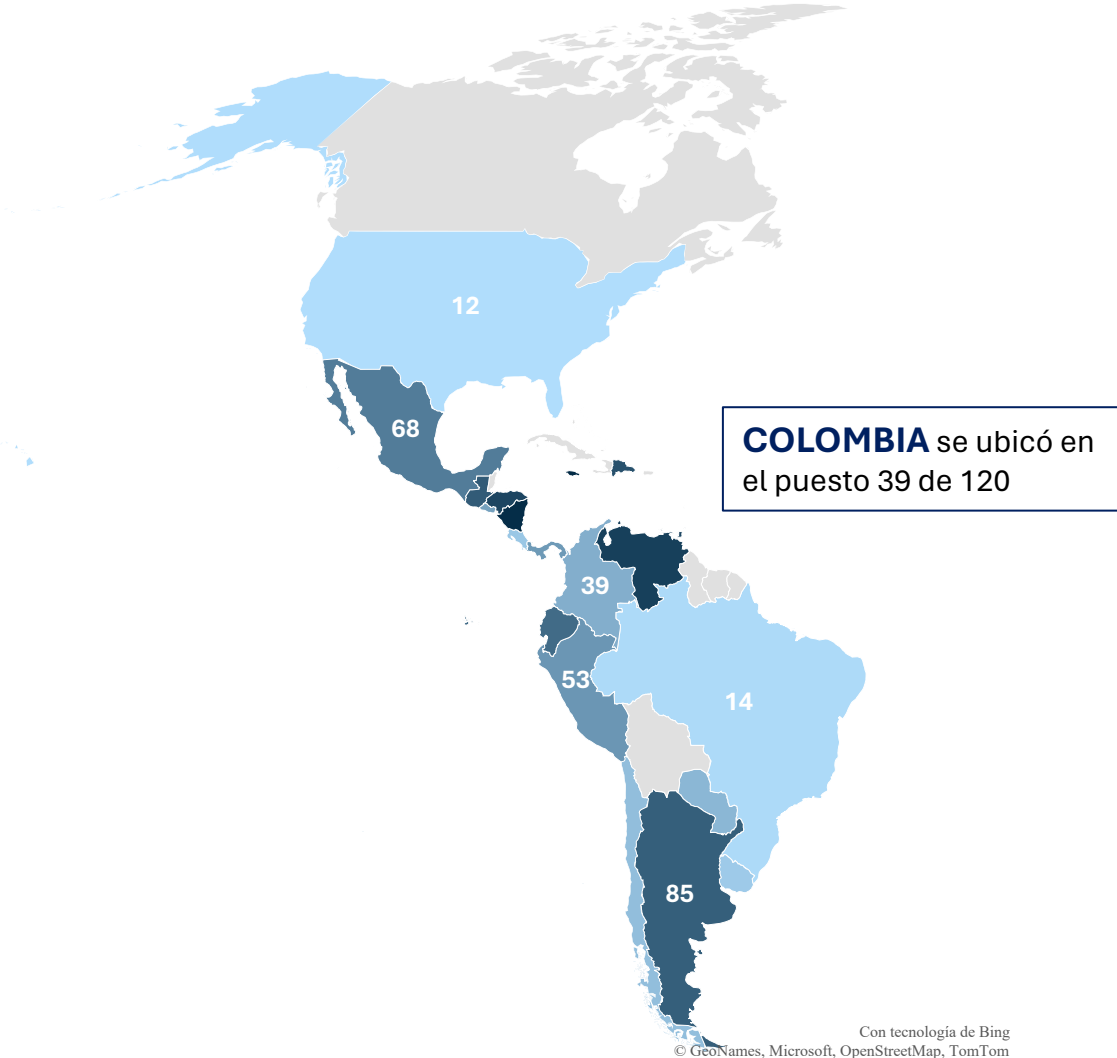 12
68
COLOMBIA se ubicó en
el puesto 39 de 120
39
53
14
85
Con tecnología de Bing
© GeoNames, Microsoft, OpenStreetMap, TomTom